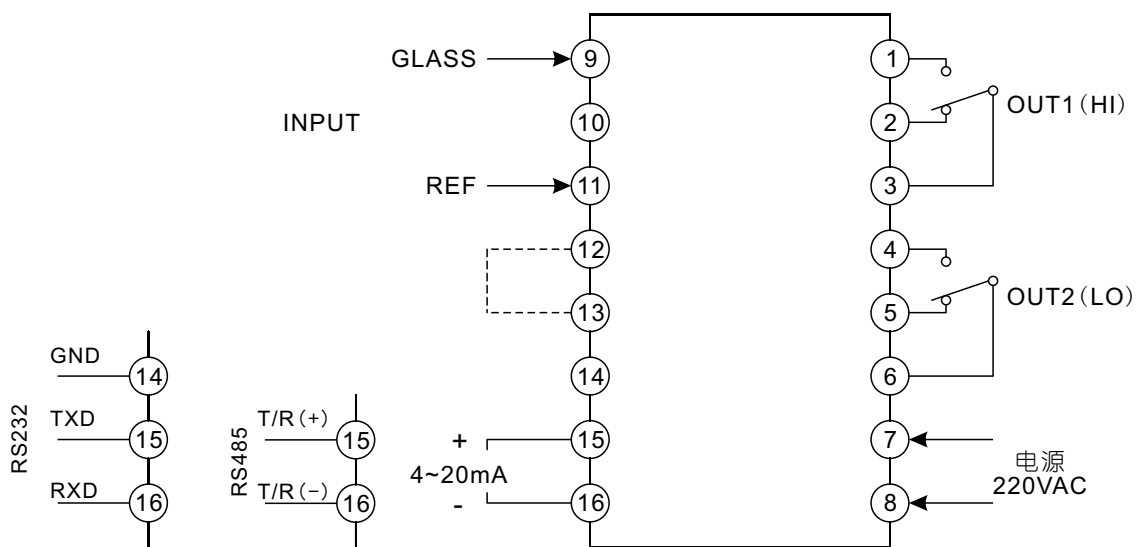 GLASS
9
1
INPUT
10
2
OUT1(HI)
REF
11
3
12
4
13
5
OUT2(LO)
GND
14
14
6
RS232
TXD
15
RS485
T/R(+)
15
+
15
7
4~20mA
电源
220VAC
RXD
16
T/R(-)
16
-
16
8